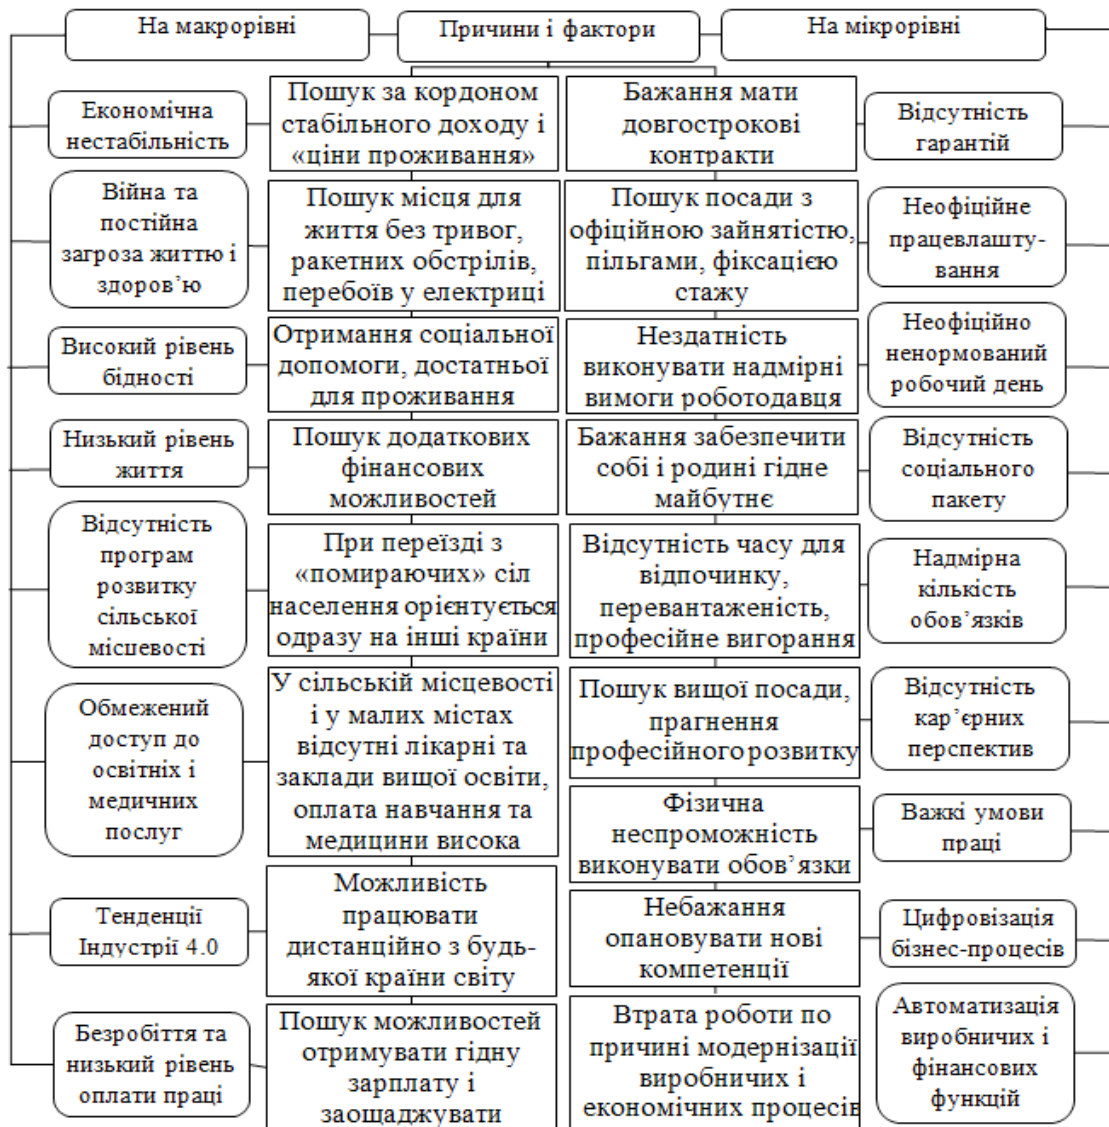 На макрорівні
Причини і фактори
На мікрорівні
Економічна
нестабільність
Пошук за кордоном
стабільного доходу і
«ціни проживання»
Бажання мати
довгострокові
контракти
Відсутність
гарантій
Війна та
постійна
загроза життю і
здоров’ю
Пошук місця для
життя без тривог,
ракетних обстрілів,
перебоїв у електриці
Пошук посади з
офіційною зайнятістю,
пільгами, фіксацією
стажу
Неофіційне
працевлашту-
вання
Високий рівень
бідності
Отримання соціальної
допомоги, достатньої
для проживання
Нездатність
виконувати надмірні
вимоги роботодавця
Неофіційно
ненормований
робочий день
Низький рівень
життя
Пошук додаткових
фінансових
можливостей
Бажання забезпечити
собі і родині гідне
майбутнє
Відсутність
соціального
пакету
Відсутність
програм
розвитку
сільської
місцевості
При переїзді з
«помираючих» сіл
населення орієнтується
одразу на інші країни
Відсутність часу для
відпочинку,
перевантаженість,
професійне вигорання
Надмірна
кількість
обов’язків
Обмежений
доступ до
освітніх і
медичних
послуг
У сільській місцевості
і у малих містах
відсутні лікарні та
заклади вищої освіти,
оплата навчання та
медицини висока
Пошук вищої посади,
прагнення
професійного розвитку
Відсутність
кар’єрних
перспектив
Фізична
неспроможність
виконувати обов’язки
Важкі умови
праці
Тенденції
Індустрії 4.0
Можливість
працювати
дистанційно з будь-
якої країни світу
Небажання
опановувати нові
компетенції
Цифровізація
бізнес-процесів
Безробіття та
низький рівень
оплати праці
Пошук можливостей
отримувати гідну
зарплату і
заощаджувати
Втрата роботи по
причині модернізації
виробничих і
економічних процесів
Автоматизація
виробничих і
фінансових
функцій